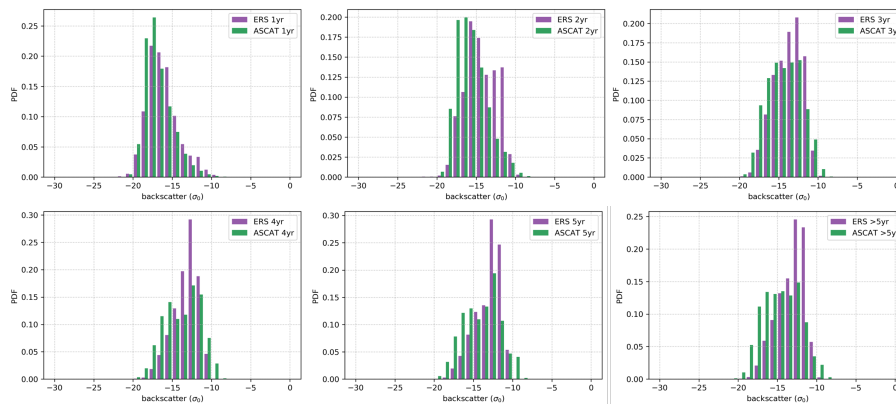 ERS 1yr
ASCAT 1yr
0.25
0.20
0.15
0.10
0.05
0.00
PDF
−30 −25 −20 −15 −10 −5 0
backscatter (σ0)
ERS 2yr
ASCAT 2yr
0.200
0.175
0.150
0.125
0.100
0.075
0.050
0.025
0.000
PDF
−30 −25 −20 −15 −10 −5 0
backscatter (σ0)
ERS 3yr
ASCAT 3y
0.200
0.175
0.150
0.125
0.100
0.075
0.050
0.025
0.000
PDF
−30 −25 −20 −15 −10 −5 0
backscatter (σ0)
ERS 4yr
ASCAT 4yr
0.30
0.25
0.20
0.15
0.10
0.05
0.00
PDF
−30 −25 −20 −15 −10 −5 0
backscatter (σ0)
ERS 5yr
ASCAT 5yr
0.30
0.25
0.20
0.15
0.10
0.05
0.00
PDF
−30 −25 −20 −15 −10 −5 0
backscatter (σ0)
ERS >5yr
ASCAT >5y
0.25
0.20
0.15
0.10
0.05
0.00
PDF
−30 −25 −20 −15 −10 −5 0
backscatter (σ0)